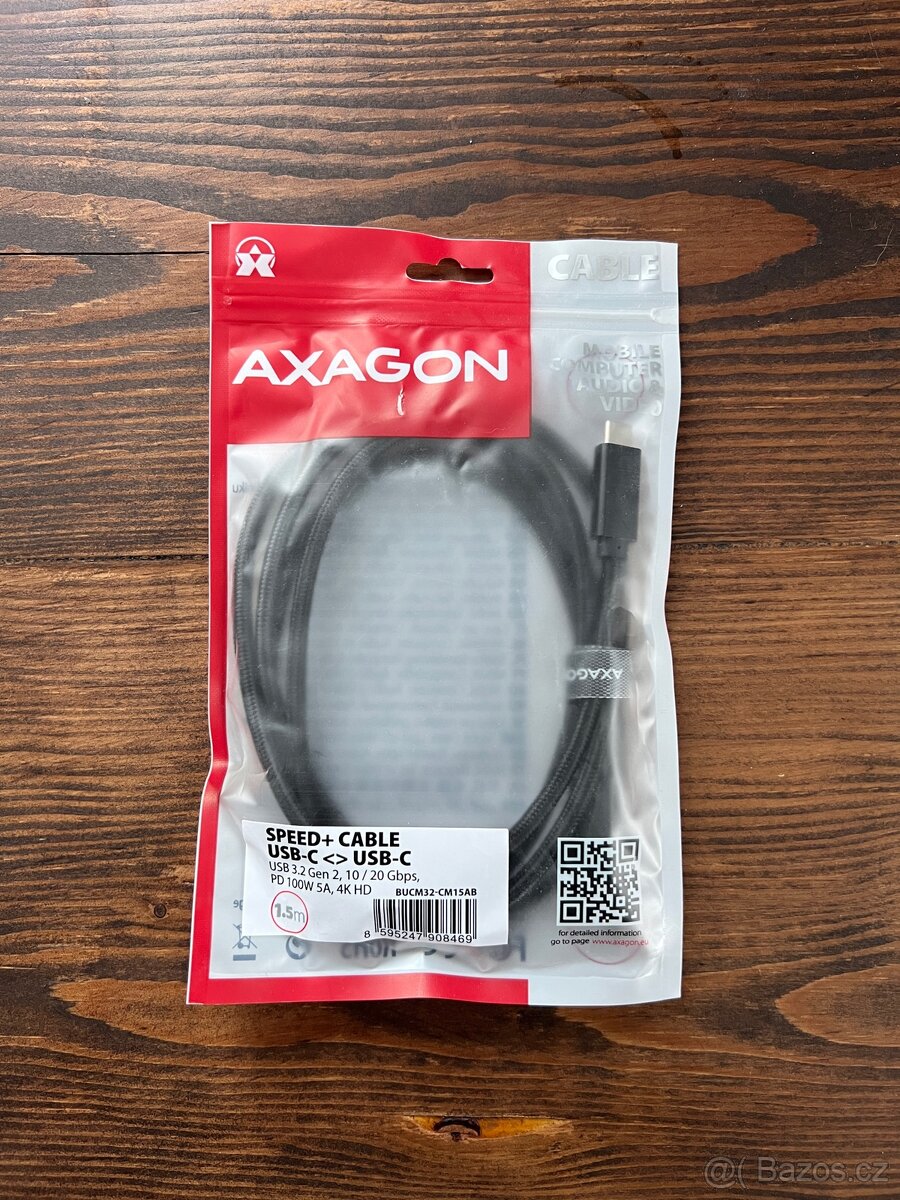 CABLE
AXAGON
MOBILE
COMPUTER
AUDIO &
VIDEO
AXAGON
SPEED+ CABLE
USB-C <> USB-C
USB 3.2 Gen 2, 10 / 20 Gbps,
PD 100W 5A, 4K HD
BUCM32-CM15AB
1.5m
8 595247 908469
for detailed information
go to page www.axagon.eu
@( Bazos.cz